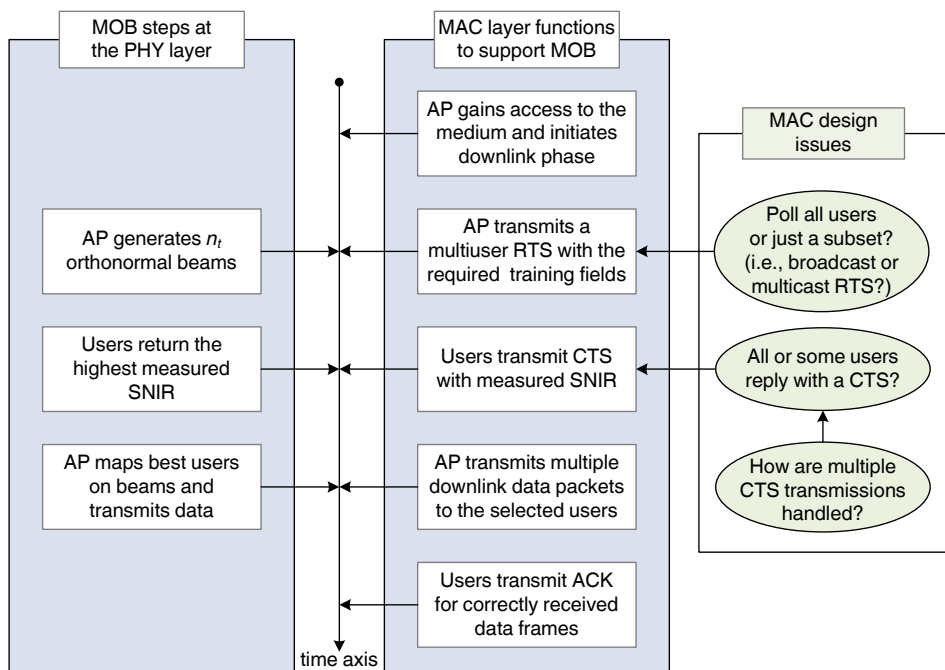 MOB steps at
the PHY layer
MAC layer functions
to support MOB
AP gains access to the
medium and initiates
downlink phase
MAC design
issues
AP generates nt
orthonormal beams
AP transmits a
multiuser RTS with the
required training fields
Poll all users
or just a subset?
(i.e., broadcast or
multicast RTS?)
Users return the
highest measured
SNIR
Users transmit CTS
with measured SNIR
All or some users
reply with a CTS?
AP maps best users
on beams and
transmits data
AP transmits multiple
downlink data packets
to the selected users
How are multiple
CTS transmissions
handled?
Users transmit ACK
for correctly received
data frames
time axis